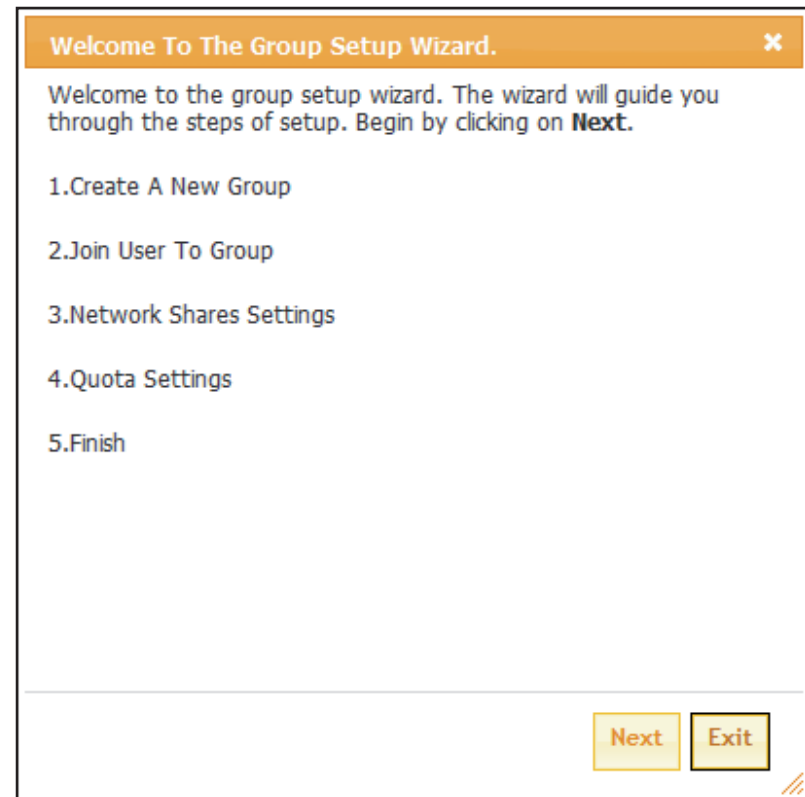 Welcome To The Group Setup Wizard.
Welcome to the group setup wizard. The wizard will guide you
through the steps of setup. Begin by clicking on Next.
1.Create A New Group
2.Join User To Group
3.Network Shares Settings
4.Quota Settings
5.Finish
Next Exit